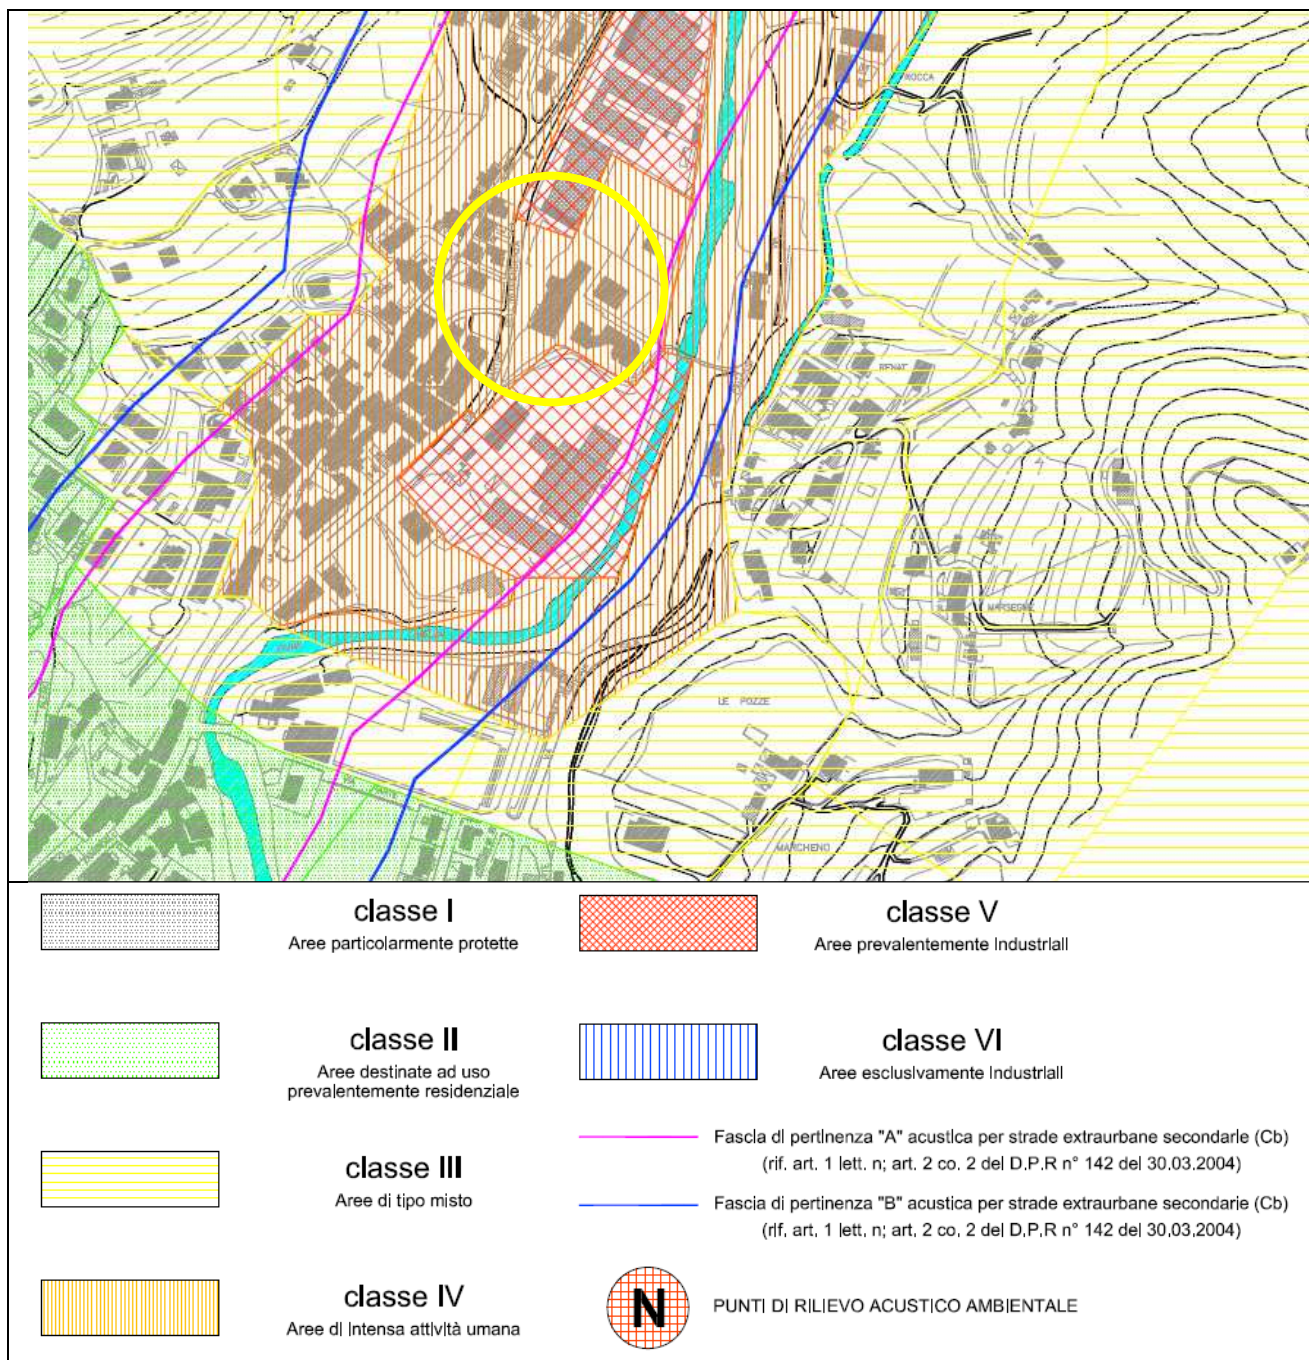 ROCCA
RENAT
MARSEGNE
LE POZZE
MARCHENO
classe I
Aree particolarmente protette
classe II
Aree destinate ad uso
prevalentemente residenziale
classe III
Aree di tipo misto
classe IV
Aree di intensa attività umana
classe V
Aree prevalentemente industriali
classe VI
Aree esclusivamente industriali
Fascia di pertinenza "A" acustica per strade extraurbane secondarie (Cb)
(rif. art. 1 lett. n; art. 2 co. 2 del D.P.R n° 142 del 30.03.2004)
Fascia di pertinenza "B" acustica per strade extraurbane secondarie (Cb)
(rif. art. 1 lett. n; art. 2 co. 2 del D.P.R n° 142 del 30.03.2004)
N
PUNTI DI RILIEVO ACUSTICO AMBIENTALE